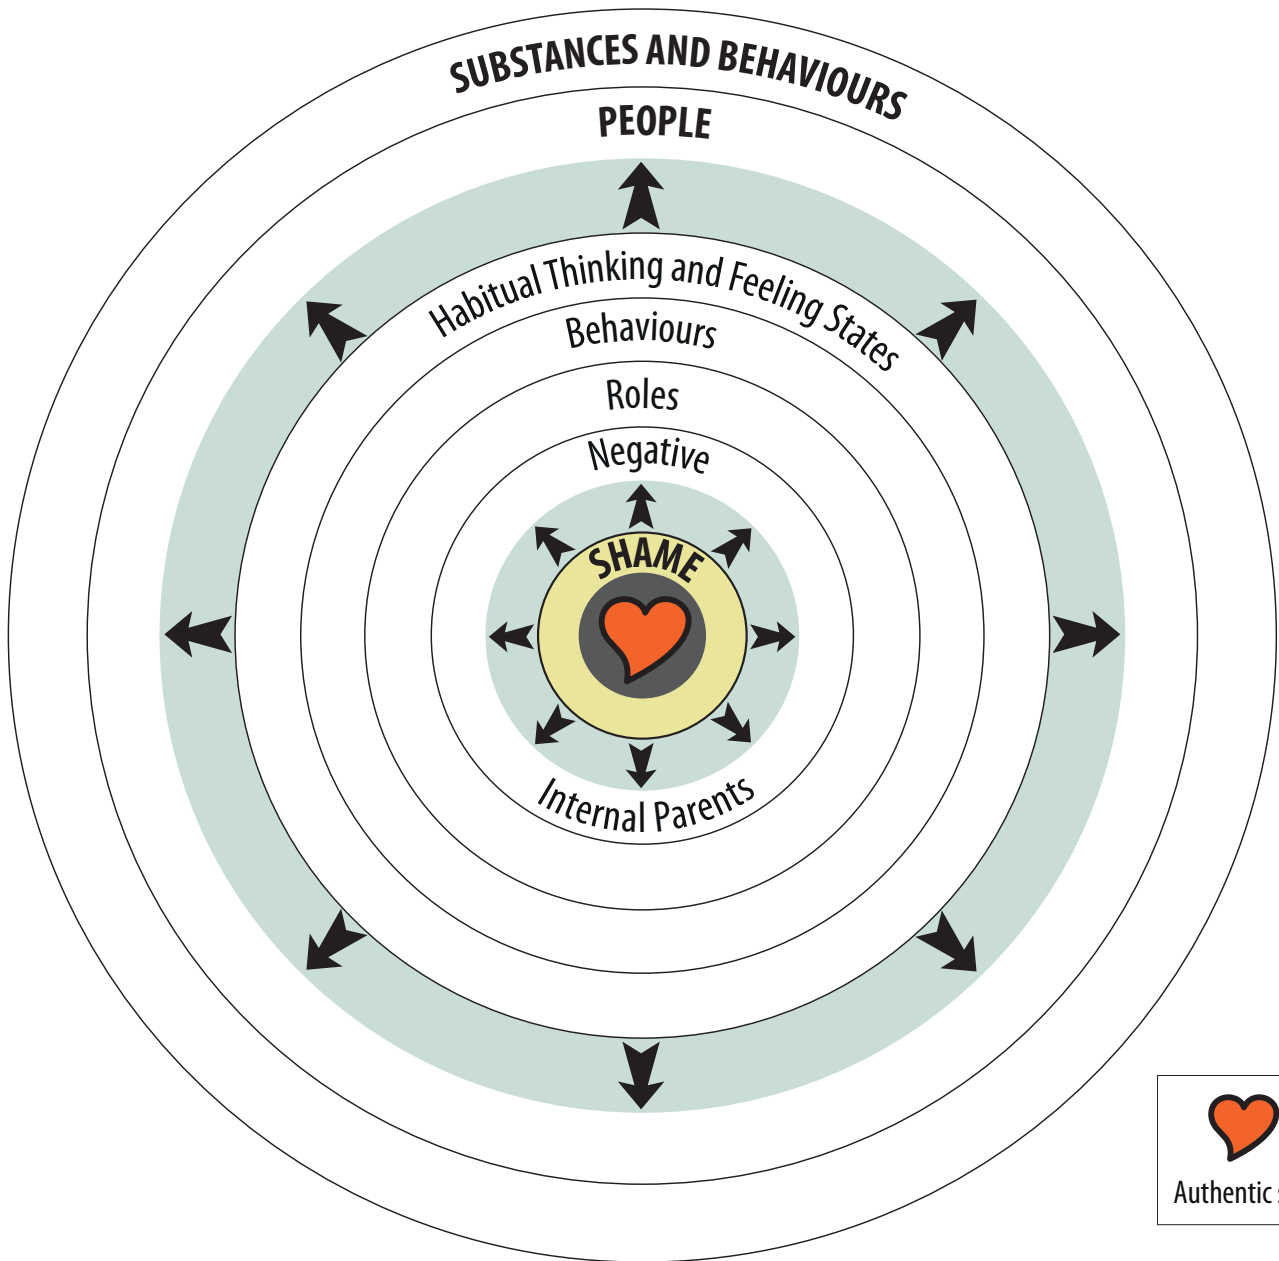 SUBSTANCES AND BEHAVIOURS
PEOPLE
Habitual Thinking and Feeling States
Behaviours
Roles
Negative
SHAME
Internal Parents
Authentic